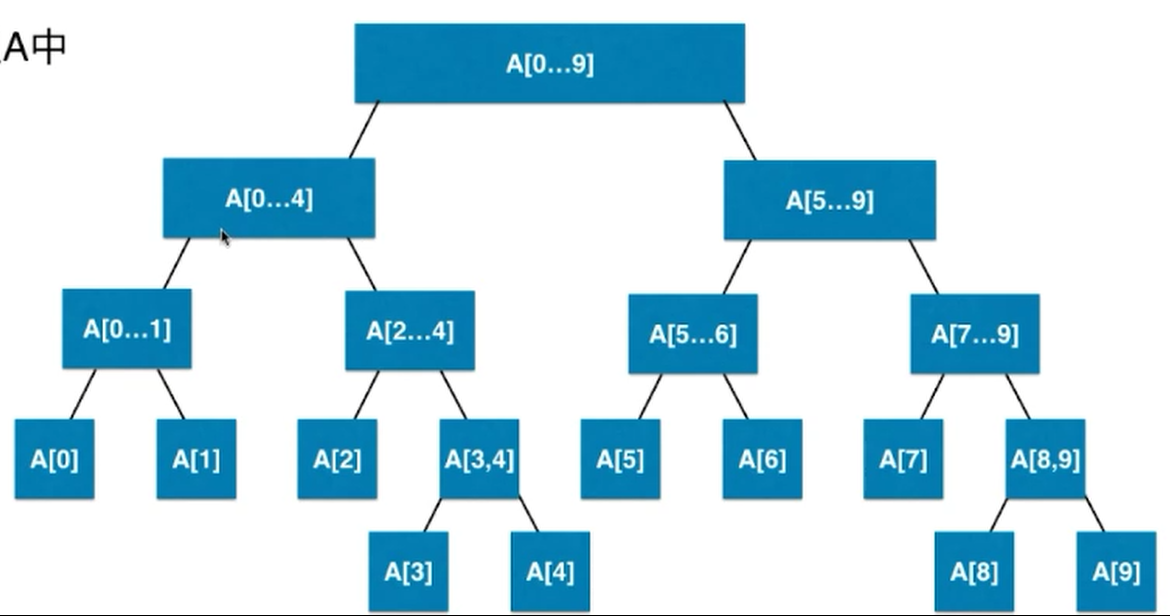 A中
A[0...9]
A[0...4]
A[5...9]
A[0...1]
A[2...4]
A[5...6]
A[7...9]
A[0]
A[1]
A[2]
A[3,4]
A[5]
A[6]
A[7]
A[8,9]
A[3]
A[4]
A[8]
A[9]